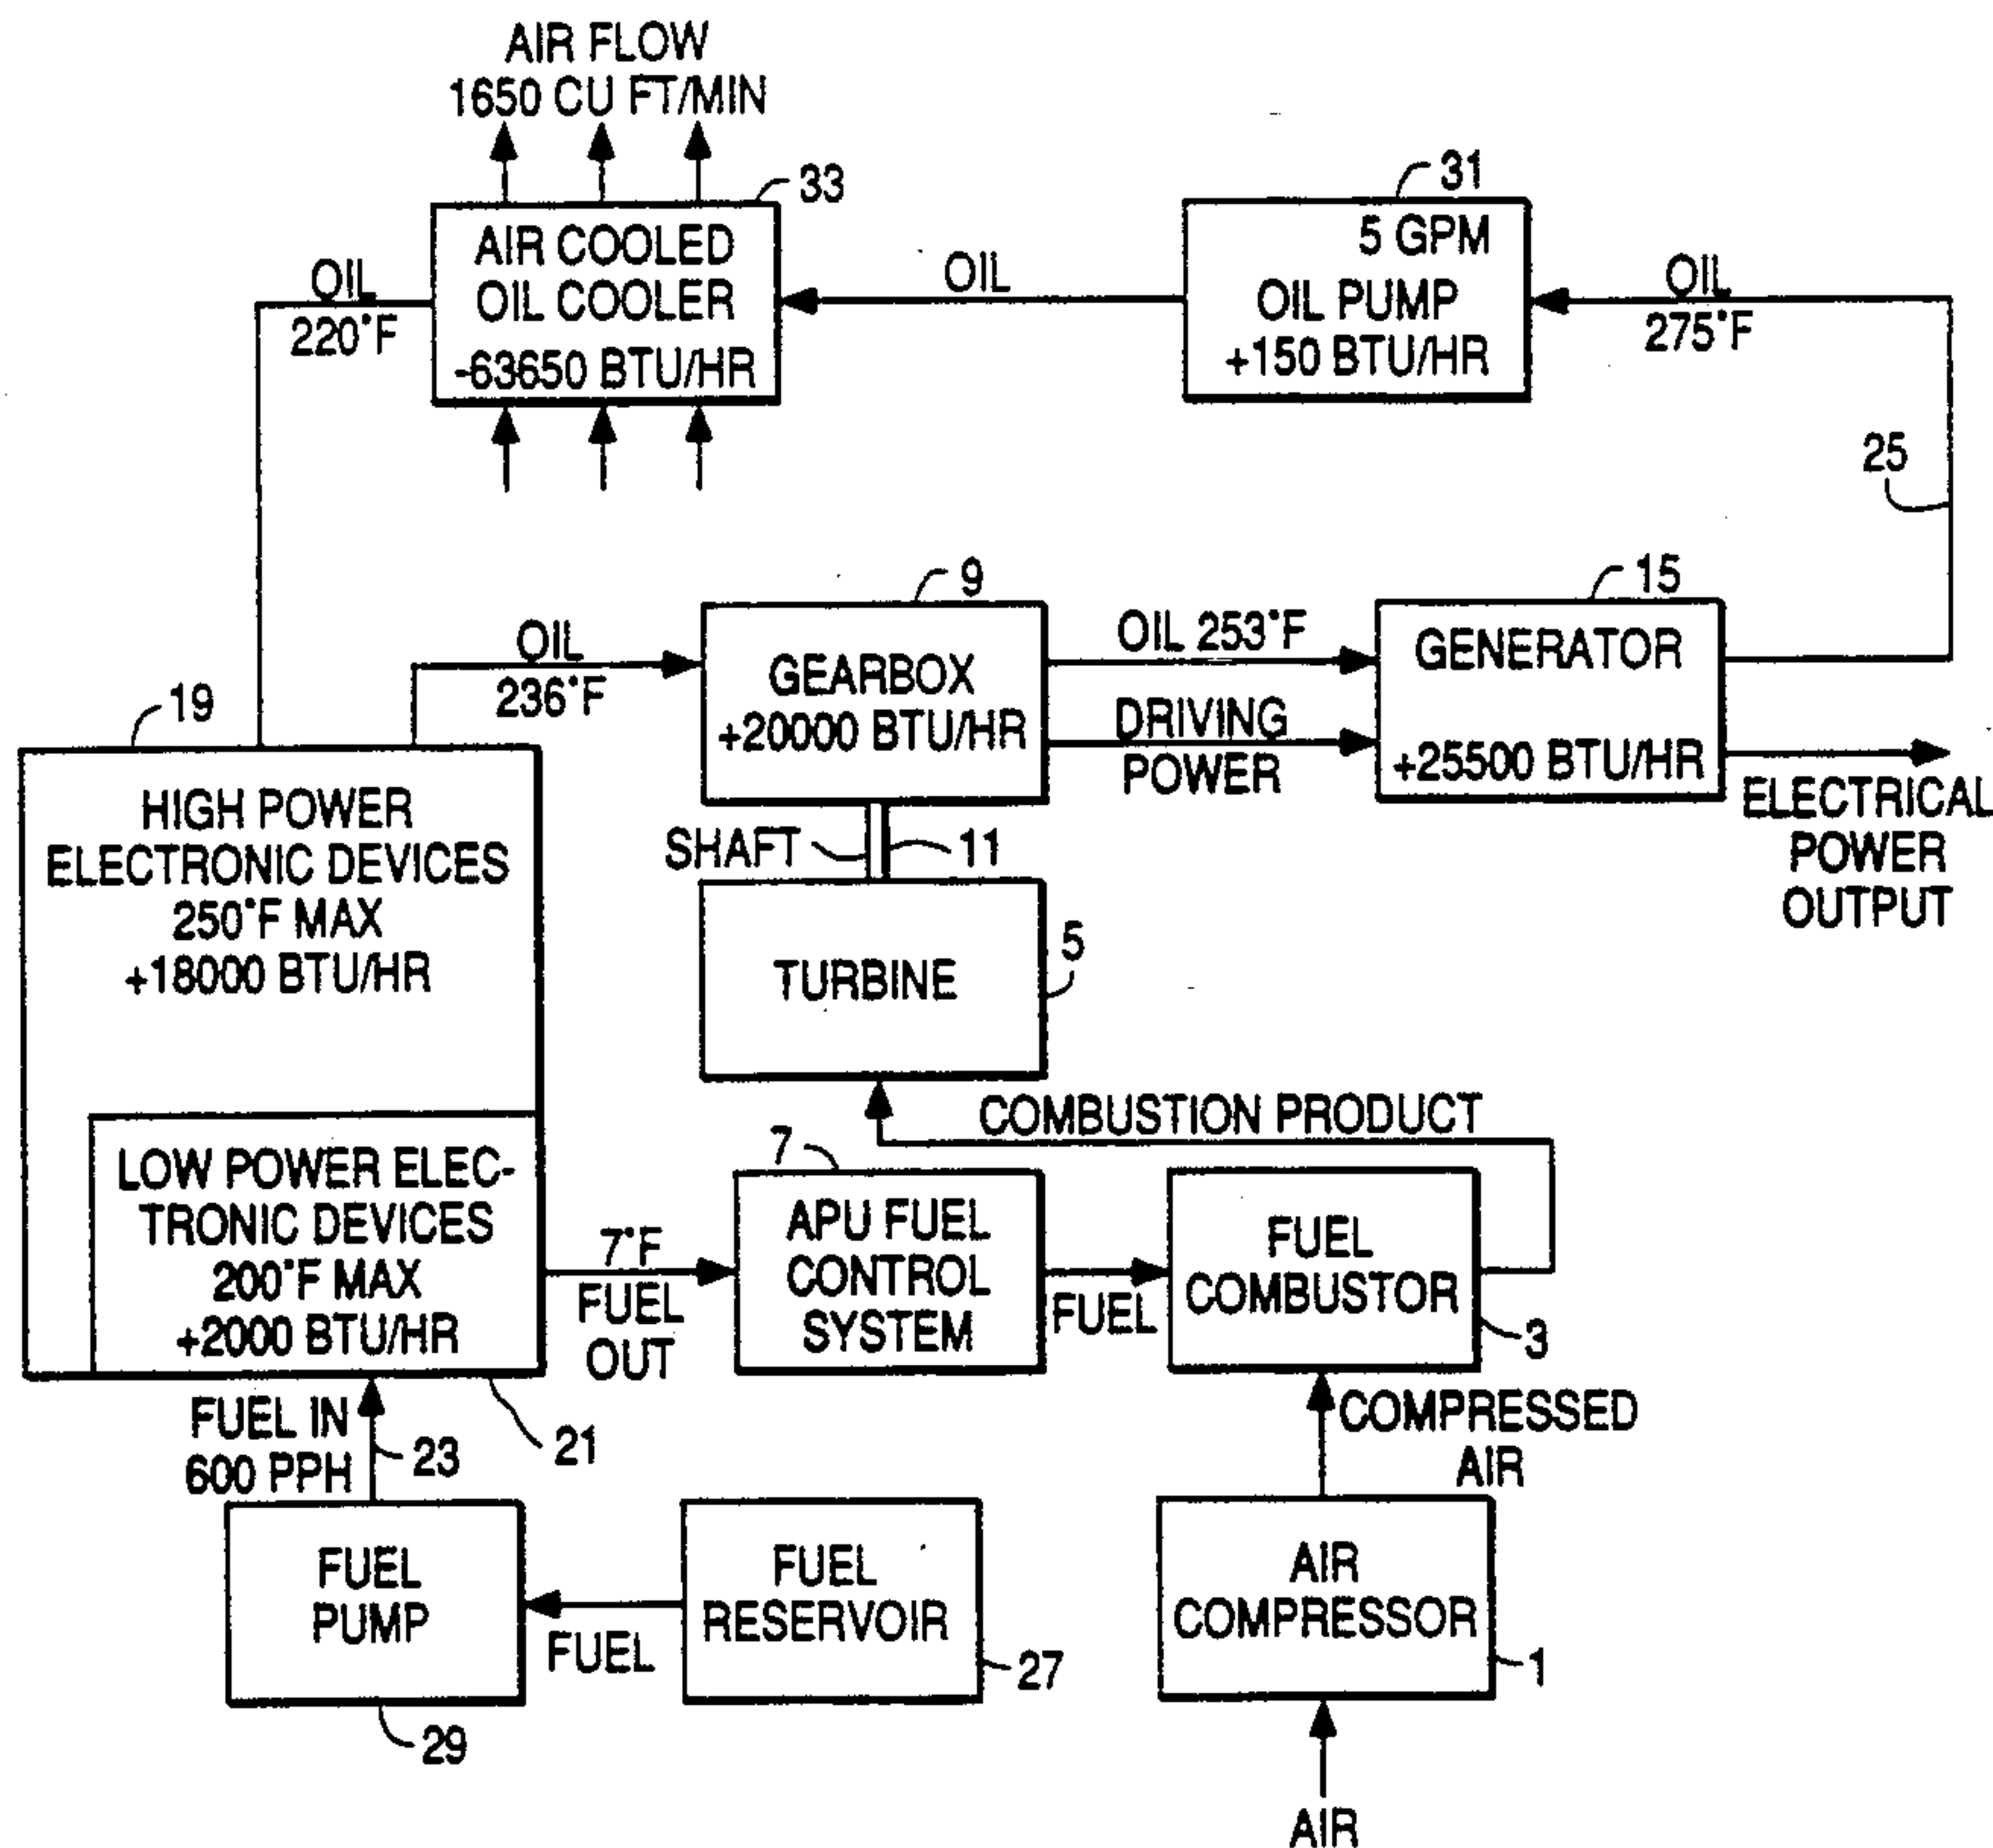 AIR FLOW
1650 CU FT/MIN
33
AIR COOLED
OIL COOLER
-63650 BTU/HR
OIL
220°F
OIL
31
5 GPM
OIL PUMP
+150 BTU/HR
OIL
275°F
25
9
GEARBOX
+20000 BTU/HR
OIL
236°F
OIL 253°F
DRIVING
POWER
15
GENERATOR
+25500 BTU/HR
ELECTRICAL
POWER
OUTPUT
19
HIGH POWER
ELECTRONIC DEVICES
250°F MAX
+18000 BTU/HR
SHAFT
11
TURBINE
5
COMBUSTION PRODUCT
LOW POWER ELEC-
TRONIC DEVICES
200°F MAX
+2000 BTU/HR
7°F
FUEL
OUT
7
APU FUEL
CONTROL
SYSTEM
FUEL
FUEL
COMBUSTOR
3
FUEL IN
600 PPH
23
21
COMPRESSED
AIR
FUEL
PUMP
29
FUEL
FUEL
RESERVOIR
27
AIR
COMPRESSOR
1
AIR